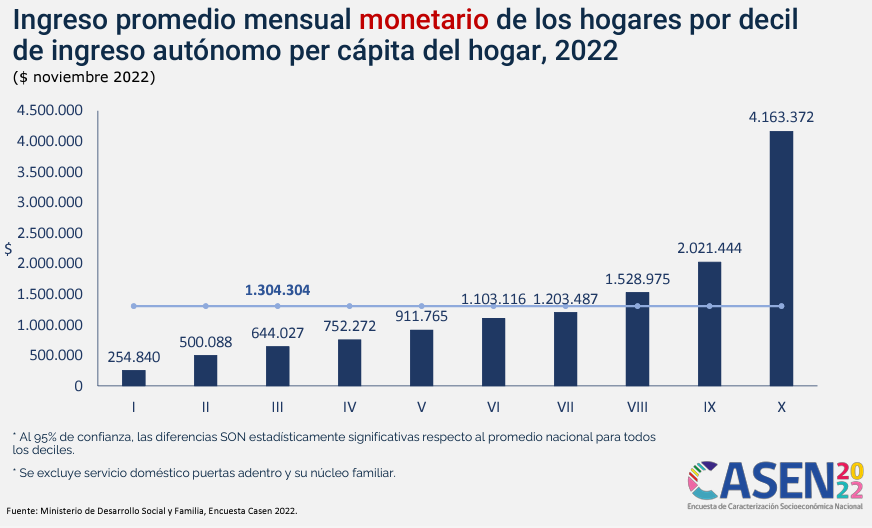 Ingreso promedio mensual monetario de los hogares por decil
de ingreso autónomo per cápita del hogar, 2022
($ noviembre 2022)
$
4.500.000
4.000.000
3.500.000
3.000.000
2.500.000
2.000.000
1.500.000
1.000.000
500.000
0
254.840
500.088
644.027
752.272
911.765
1.103.116
1.203.487
1.528.975
2.021.444
4.163.372
1.304.304
I II III IV V VI VII VIII IX X
* Al 95% de confianza, las diferencias SON estadísticamente significativas respecto al promedio nacional para todos
los deciles.
* Se excluye servicio doméstico puertas adentro y su núcleo familiar.
Fuente: Ministerio de Desarrollo Social y Familia, Encuesta Casen 2022.
CASEN 2022
Encuesta de Caracterización Socioeconómica Nacional